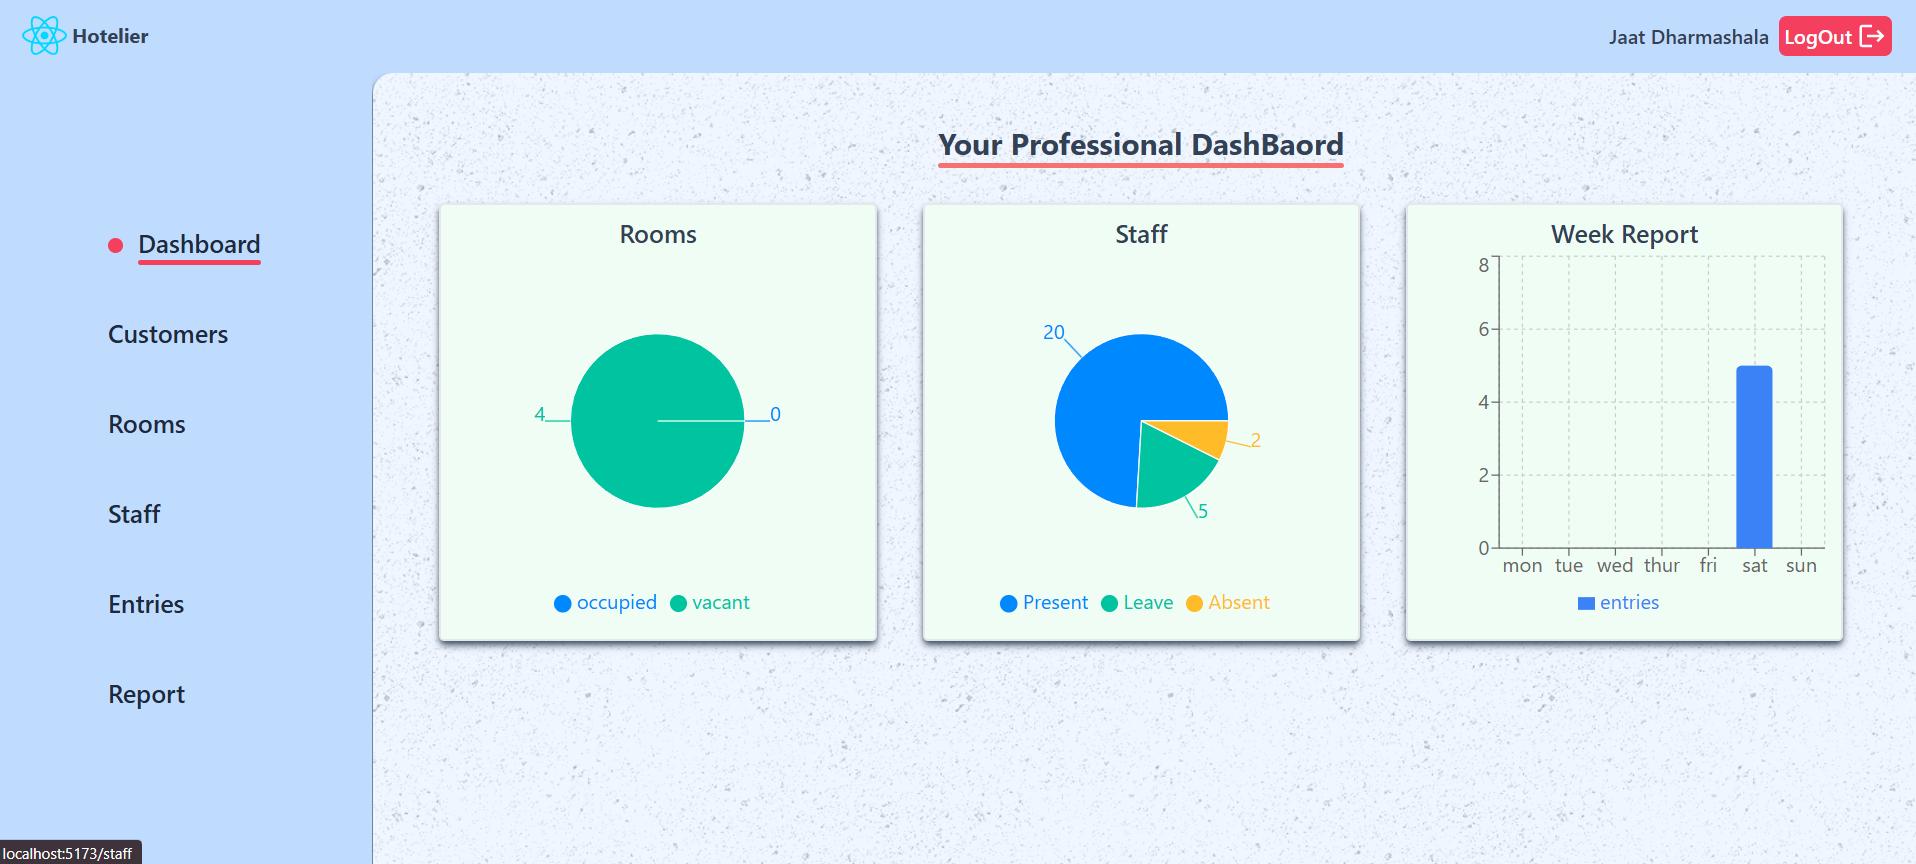 Hotelier
Jaat Dharmashala
LogOut
Dashboard
Customers
Rooms
Staff
Entries
Report
Your Professional DashBaord
Rooms
4
0
occupied vacant
Staff
20
2
5
Present Leave Absent
Week Report
8
6
4
2
0
mon tue wed thur fri sat sun
entries
localhost:5173/staff